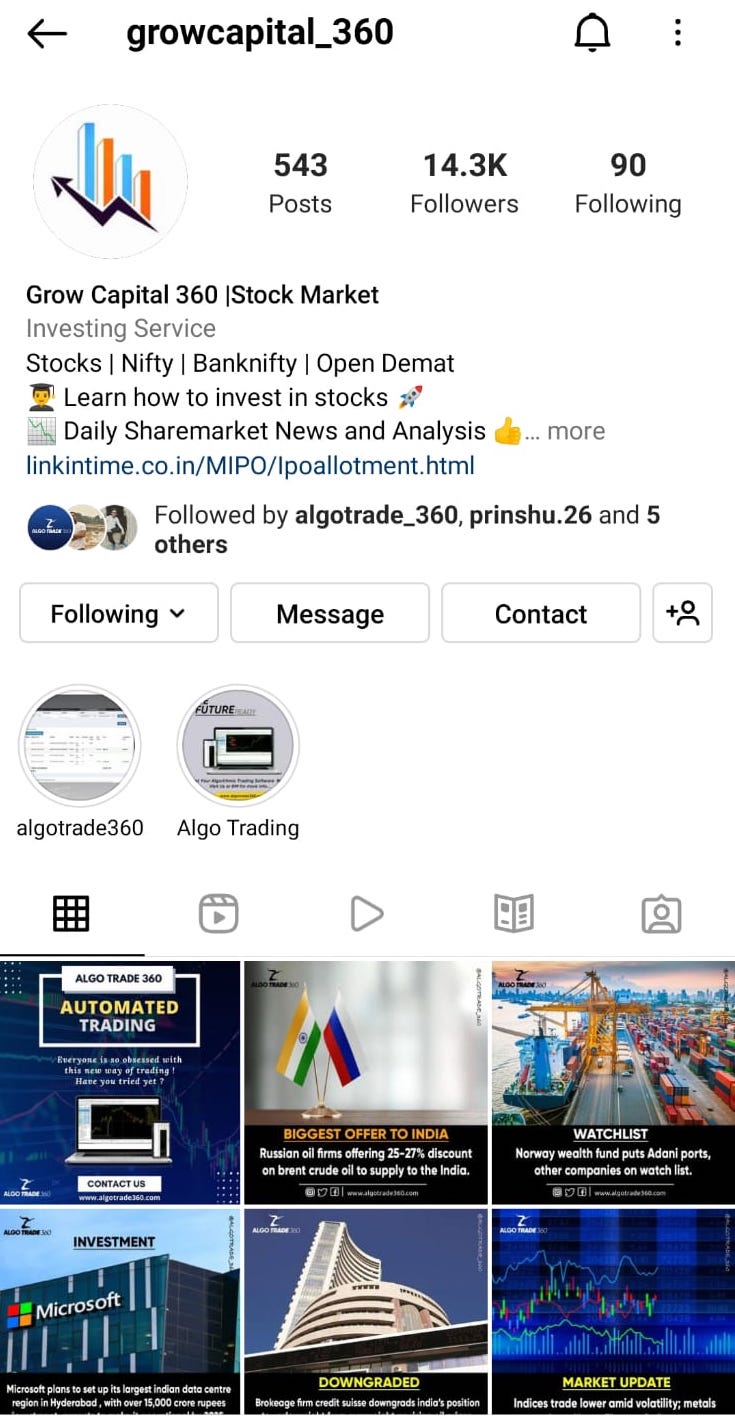 growcapital_360
543
14.3K
90
Posts
Followers
Following
Grow Capital 360 |Stock Market
Investing Service
Stocks | Nifty | Banknifty | Open Demat
Learn how to invest in stocks
Daily Sharemarket News and Analysis 👍... more
linkintime.co.in/MIPO/Ipoallotment.html
Followed by algotrade_360, prinshu.26 and 5
others
Following
Message
Contact
FUTURE READY
algotrade360
Algo Trading
ALGO TRADE 360
AUTOMATED
TRADING
Everyone is so obsessed with
this new way of trading !
Have you tried yet ?
CONTACT US
www.algotrade360.com
ALGO TRADE 360
ALGO TRADE 360
@ALGOTRADE_360
BIGGEST OFFER TO INDIA
Russian oil firms offering 25-27% discount
on brent crude oil to supply to the India.
www.algotrade360.com
ALGO TRADE 360
WATCHLIST
Norway wealth fund puts Adani ports,
other companies on watch list.
www.algotrade360.com
ALGO TRADE 360
@ALGOTRADE_360
INVESTMENT
Microsoft
Microsoft plans to set up its largest indian data centre
region in Hyderabad , with over 15,000 crore rupees
ALGO TRADE 360
@ALGOTRADE_360
DOWNGRADED
Brokeage firm credit suisse downgrads india's position
ALGO TRADE 360
@ALGOTRADE_360
MARKET UPDATE
Indices trade lower amid volatility; metals